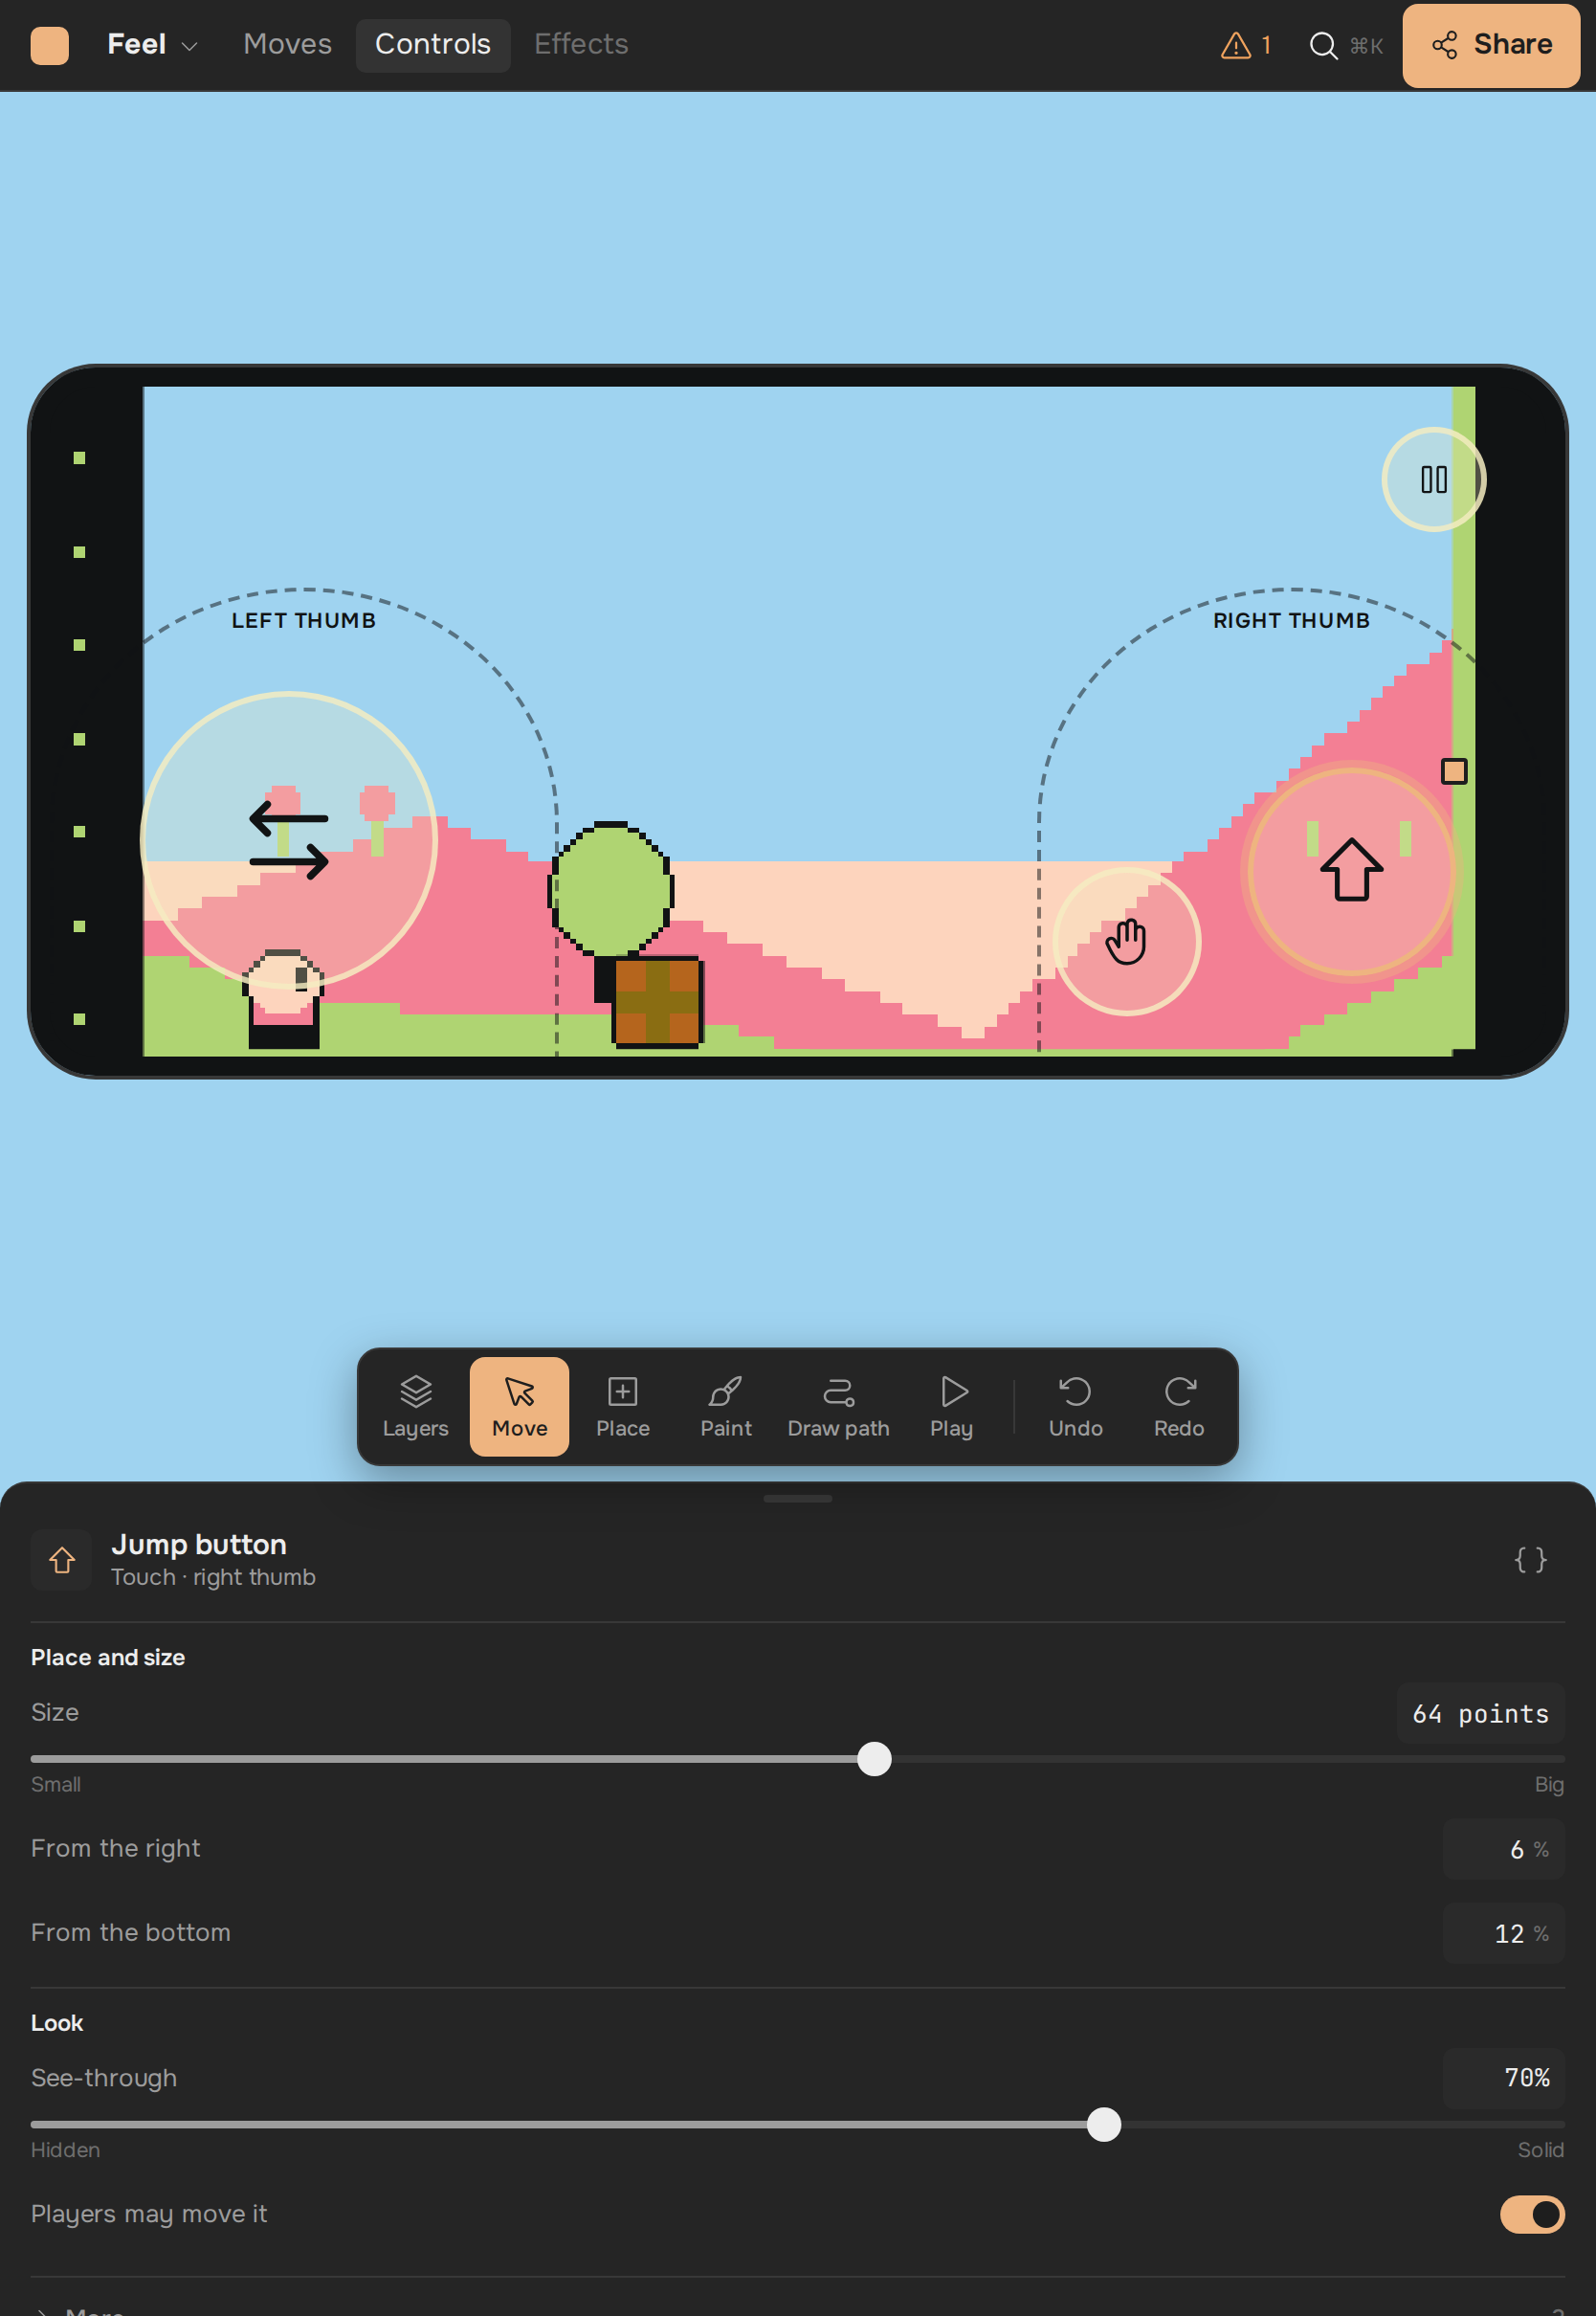 Feel Moves Controls Effects 1 ⌘K Share
LEFT THUMB RIGHT THUMB
Layers Move Place Paint Draw path Play Undo Redo
Jump button
Touch · right thumb
{ }
Place and size
Size 64 points
Small Big
From the right 6 %
From the bottom 12 %
Look
See-through 70%
Hidden Solid
Players may move it